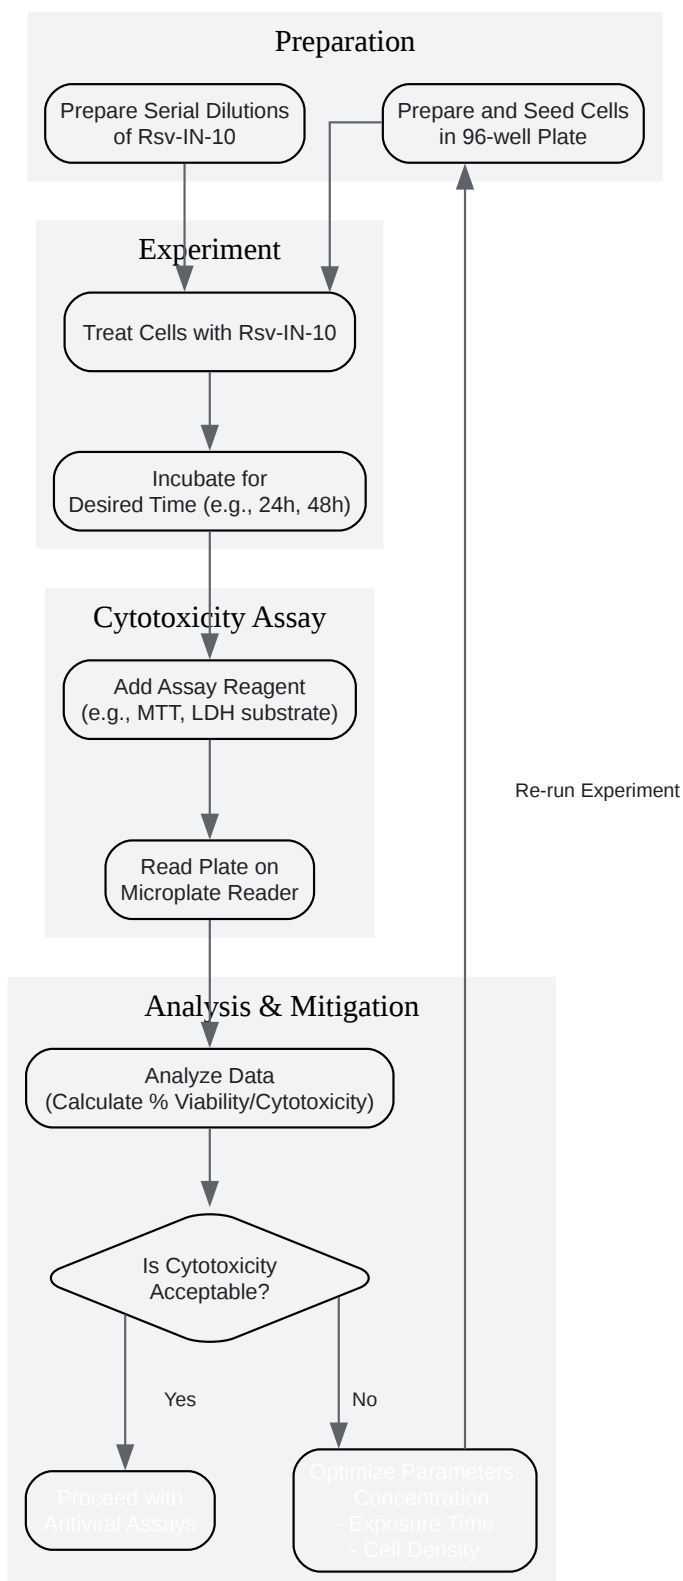 Preparation
Prepare Serial Dilutions
of Rsv-IN-10
Prepare and Seed Cells
in 96-well Plate
Experiment
Treat Cells with Rsv-IN-10
Incubate for
Desired Time (e.g., 24h, 48h)
Cytotoxicity Assay
Add Assay Reagent
(e.g., MTT, LDH substrate)
Re-run Experiment
Read Plate on
Microplate Reader
Analysis & Mitigation
Analyze Data
(Calculate % Viability/Cytotoxicity)
Is Cytotoxicity
Acceptable?
Yes
No
Proceed with
Antiviral Assays
Optimize Parameters:
- Concentration
- Exposure Time
- Cell Density